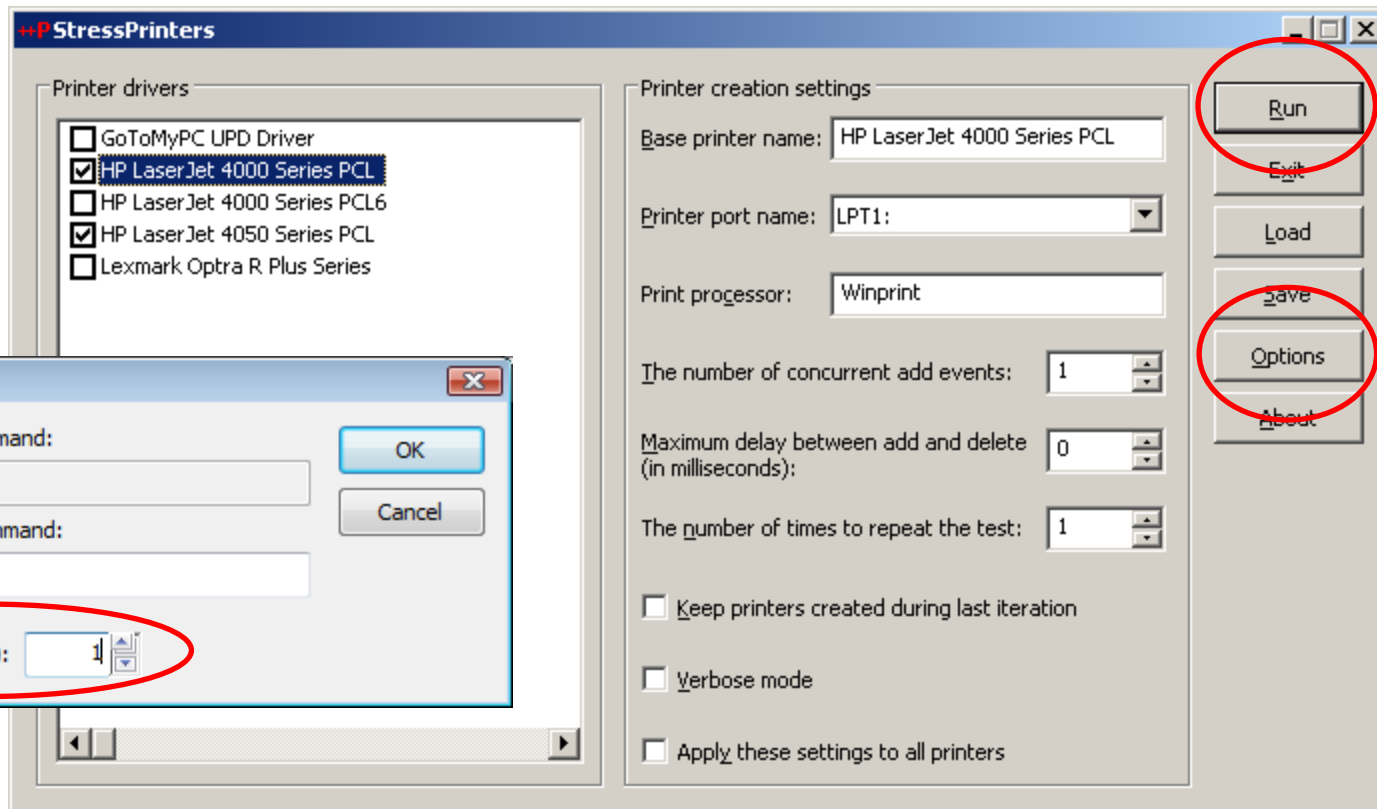 ++P StressPrinters
Printer drivers
GoToMyPC UPD Driver
HP LaserJet 4000 Series PCL
HP LaserJet 4000 Series PCL6
HP LaserJet 4050 Series PCL
Lexmark Optra R Plus Series
mand:
OK
nmand:
Cancel
: 1
Printer creation settings
Base printer name: HP LaserJet 4000 Series PCL
Printer port name: LPT1:
Print processor: Winprint
The number of concurrent add events: 1
Maximum delay between add and delete 0
(in milliseconds):
The number of times to repeat the test: 1
Keep printers created during last iteration
Verbose mode
Apply these settings to all printers
Run
Exit
Load
Save
Options
About